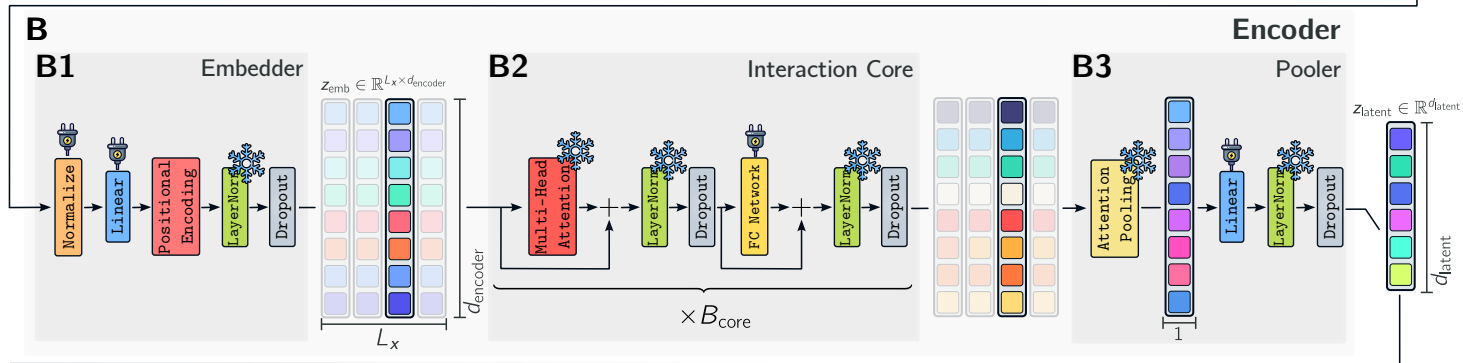 B
Encoder
B1
Embedder
Normalize
Linear
Positional
Encoding
LayerNorm
Dropout
z_emb ∈ ℝ^{L_x × d_encoder}
d_encoder
L_x
B2
Interaction Core
Multi-Head
Attention
+
LayerNorm
Dropout
FC Network
+
LayerNorm
Dropout
× B_core
B3
Pooler
Attention
Pooling
1
Linear
LayerNorm
Dropout
z_latent ∈ ℝ^{d_latent}
d_latent